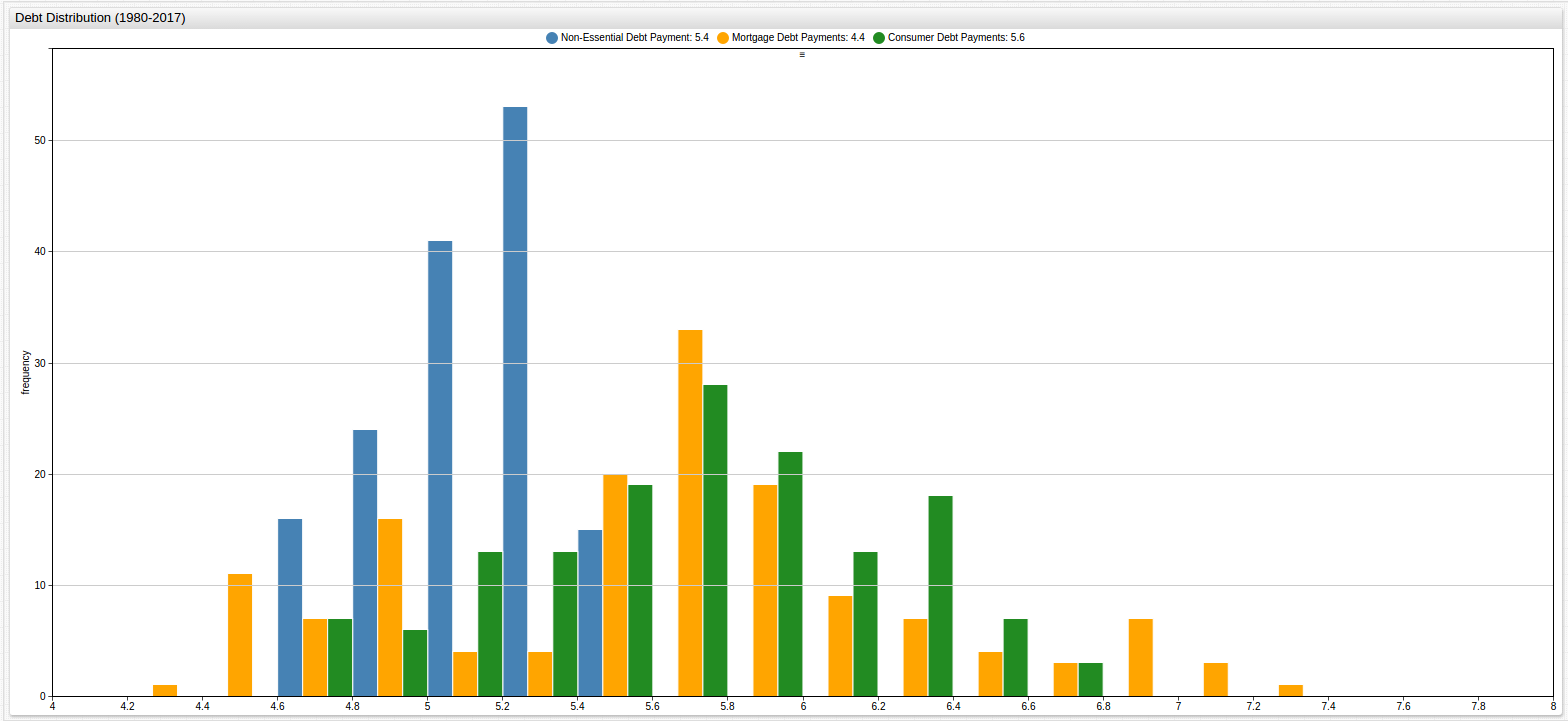 Debt Distribution (1980-2017)
Non-Essential Debt Payment: 5.4 Mortgage Debt Payments: 4.4 Consumer Debt Payments: 5.6
50
40
30
20
10
0
frequency
4 4.2 4.4 4.6 4.8 5 5.2 5.4 5.6 5.8 6 6.2 6.4 6.6 6.8 7 7.2 7.4 7.6 7.8 8